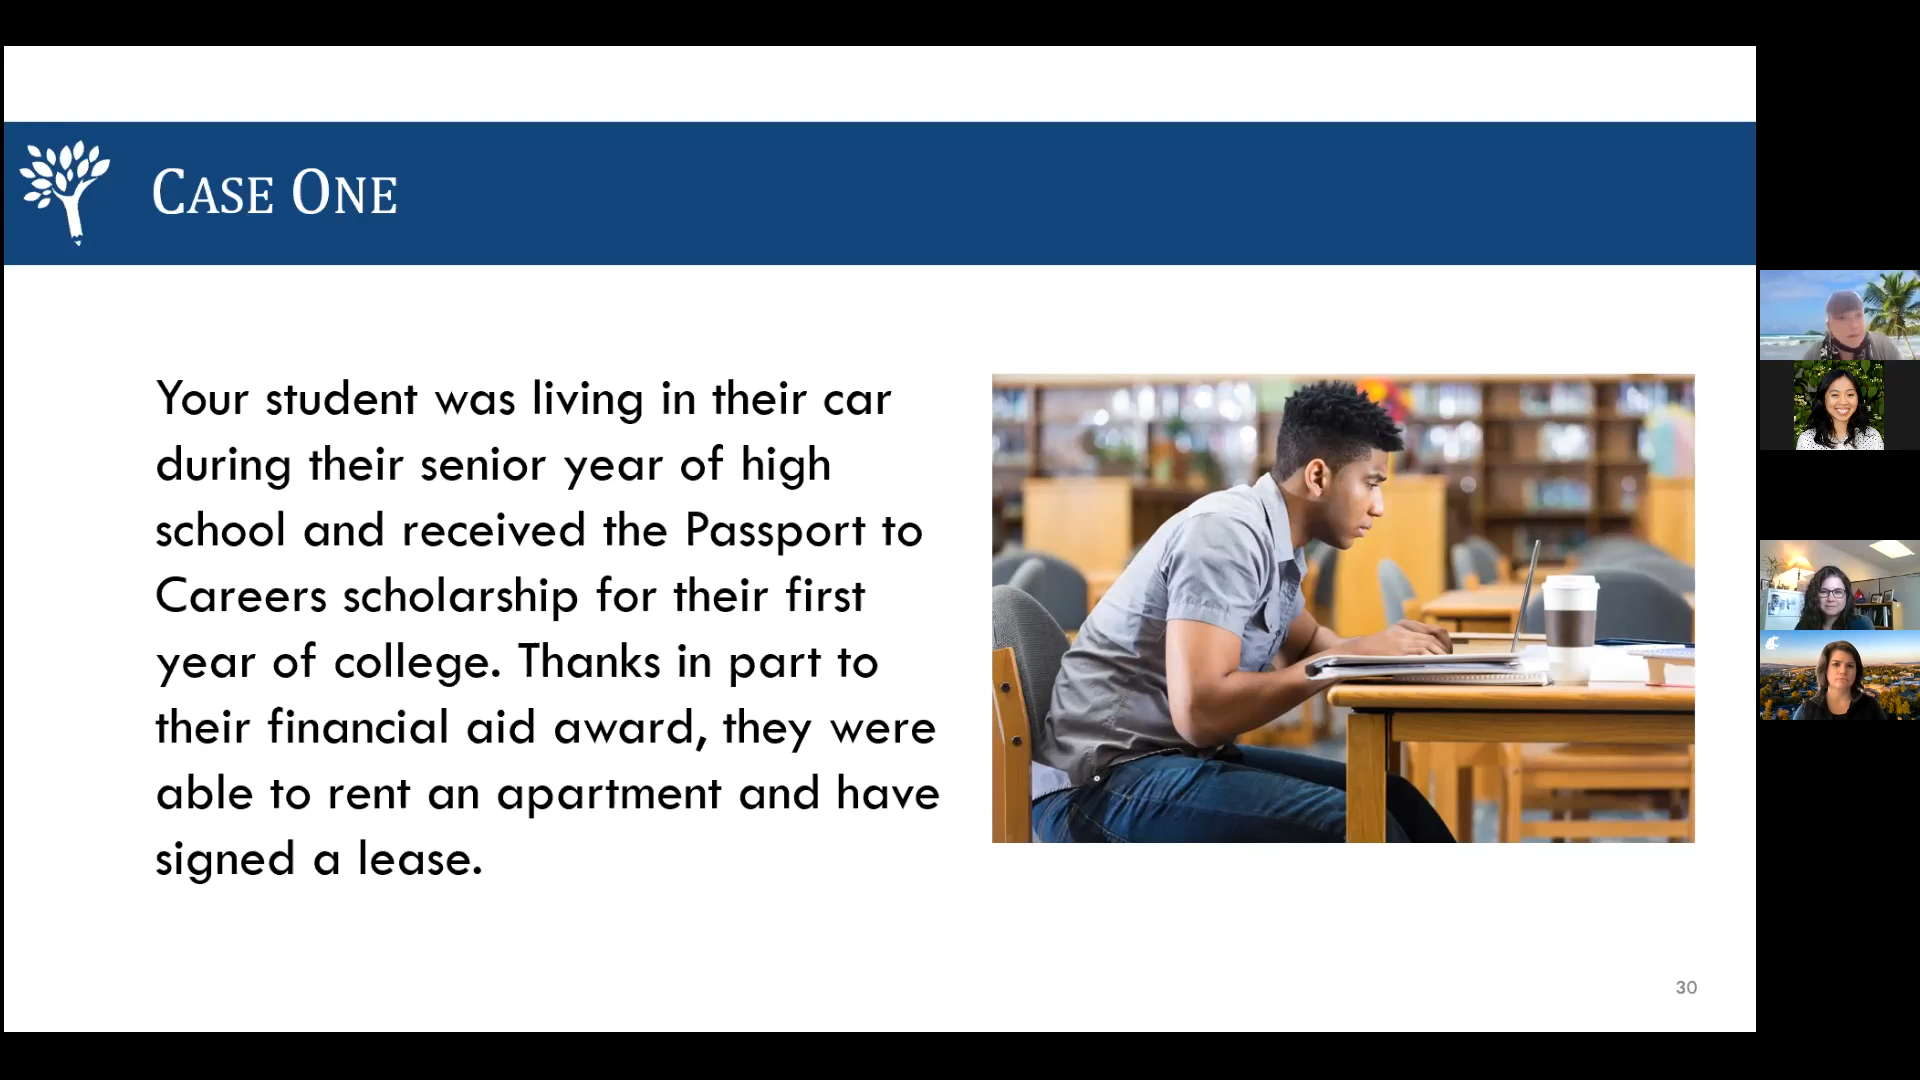 CASE ONE
Your student was living in their car
during their senior year of high
school and received the Passport to
Careers scholarship for their first
year of college. Thanks in part to
their financial aid award, they were
able to rent an apartment and have
signed a lease.
30